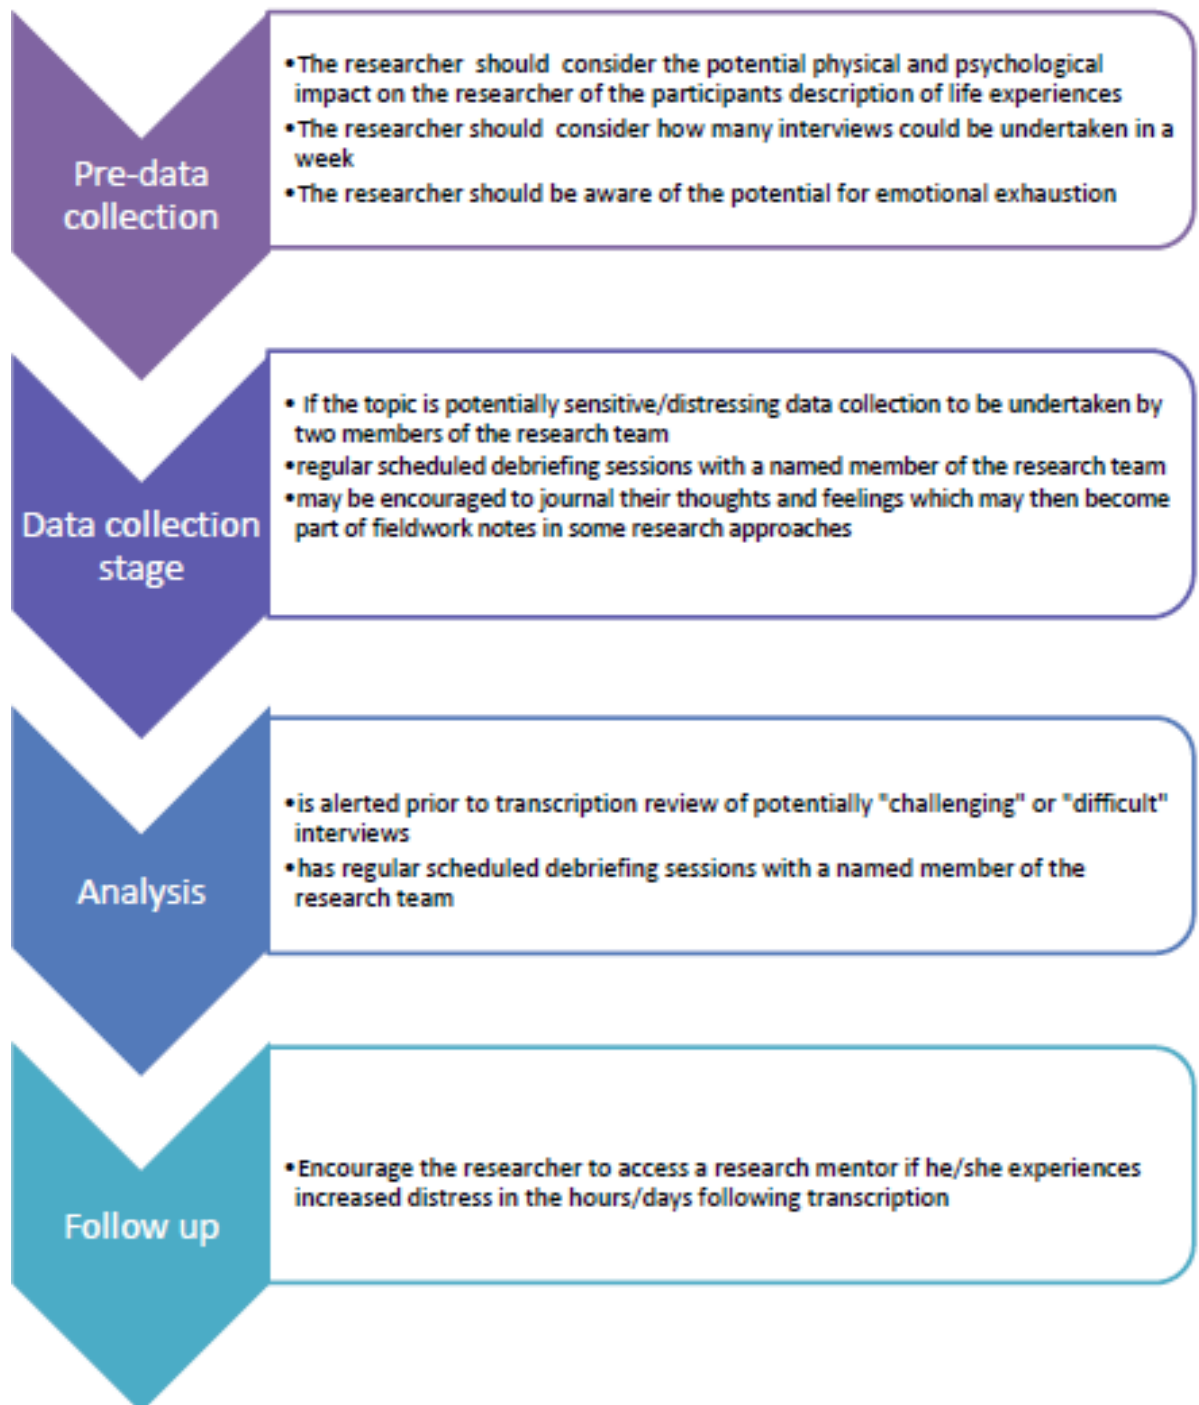 Pre-data
collection
•The researcher should consider the potential physical and psychological
impact on the researcher of the participants description of life experiences
•The researcher should consider how many interviews could be undertaken in a
week
•The researcher should be aware of the potential for emotional exhaustion
Data collection
stage
• If the topic is potentially sensitive/distressing data collection to be undertaken by
two members of the research team
•regular scheduled debriefing sessions with a named member of the research team
•may be encouraged to journal their thoughts and feelings which may then become
part of fieldwork notes in some research approaches
Analysis
•is alerted prior to transcription review of potentially "challenging" or "difficult"
interviews
•has regular scheduled debriefing sessions with a named member of the
research team
Follow up
•Encourage the researcher to access a research mentor if he/she experiences
increased distress in the hours/days following transcription